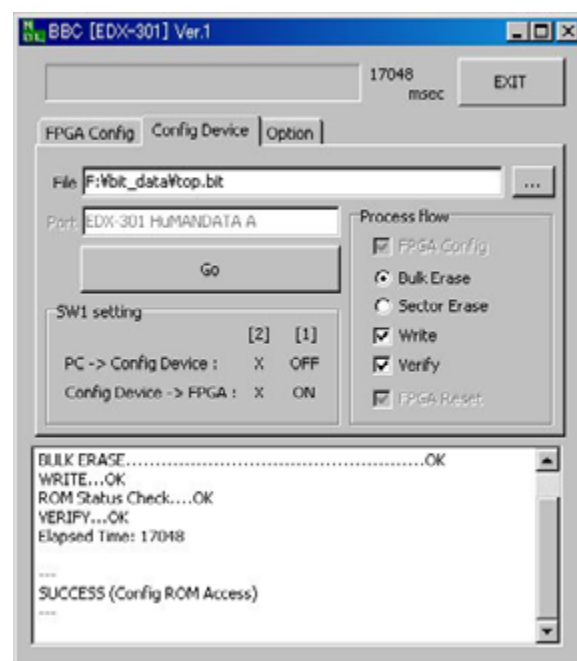 BBC [EDX-301] Ver.1
17048
msec
EXIT
FPGA Config Config Device Option
File F:¥bit_data¥top.bit ...
Port: EDX-301 HuMANDATA A
Go
Process flow
FPGA Config
Bulk Erase
Sector Erase
Write
Verify
FPGA Reset
SW1 setting
[2] [1]
PC -> Config Device : X OFF
Config Device -> FPGA : X ON
BULK ERASE..................................................OK
WRITE...OK
ROM Status Check....OK
VERIFY...OK
Elapsed Time: 17048
---
SUCCESS (Config ROM Access)
---